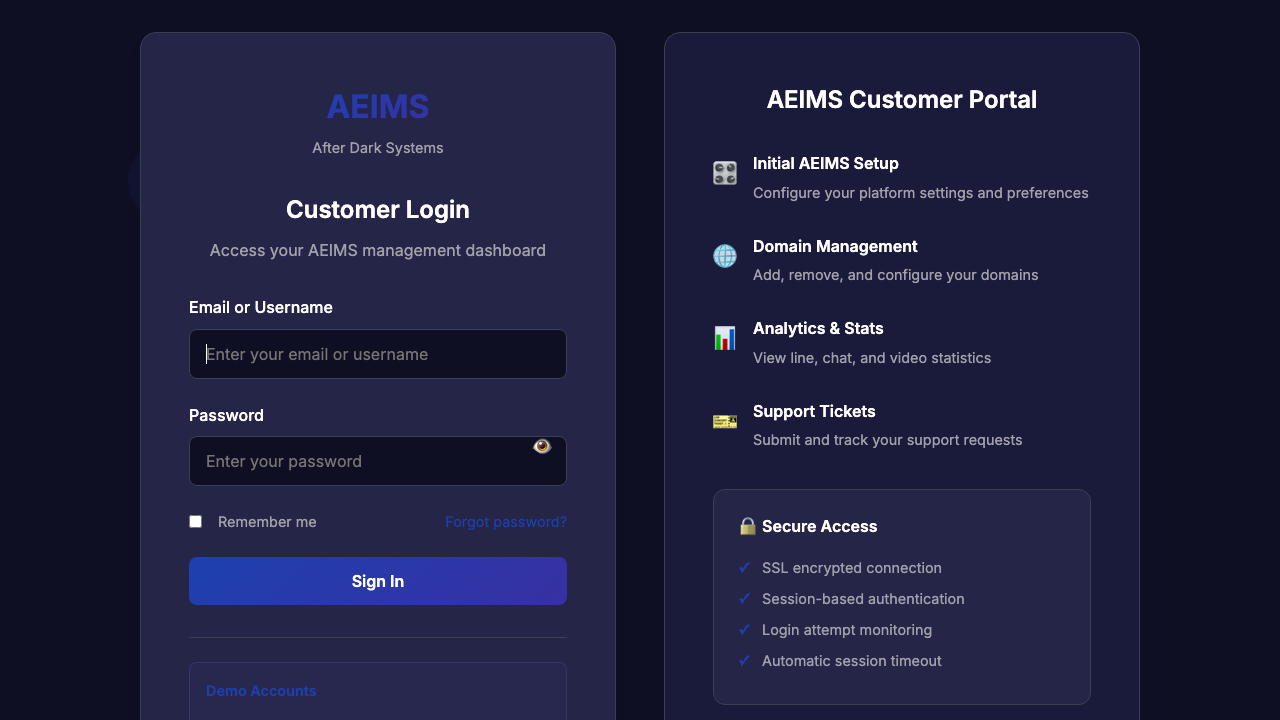 AEIMS
After Dark Systems
Customer Login
Access your AEIMS management dashboard
Email or Username
Enter your email or username
Password
Enter your password
Remember me
Forgot password?
Sign In
Demo Accounts
AEIMS Customer Portal
Initial AEIMS Setup
Configure your platform settings and preferences
Domain Management
Add, remove, and configure your domains
Analytics & Stats
View line, chat, and video statistics
Support Tickets
Submit and track your support requests
🔒 Secure Access
✓ SSL encrypted connection
✓ Session-based authentication
✓ Login attempt monitoring
✓ Automatic session timeout